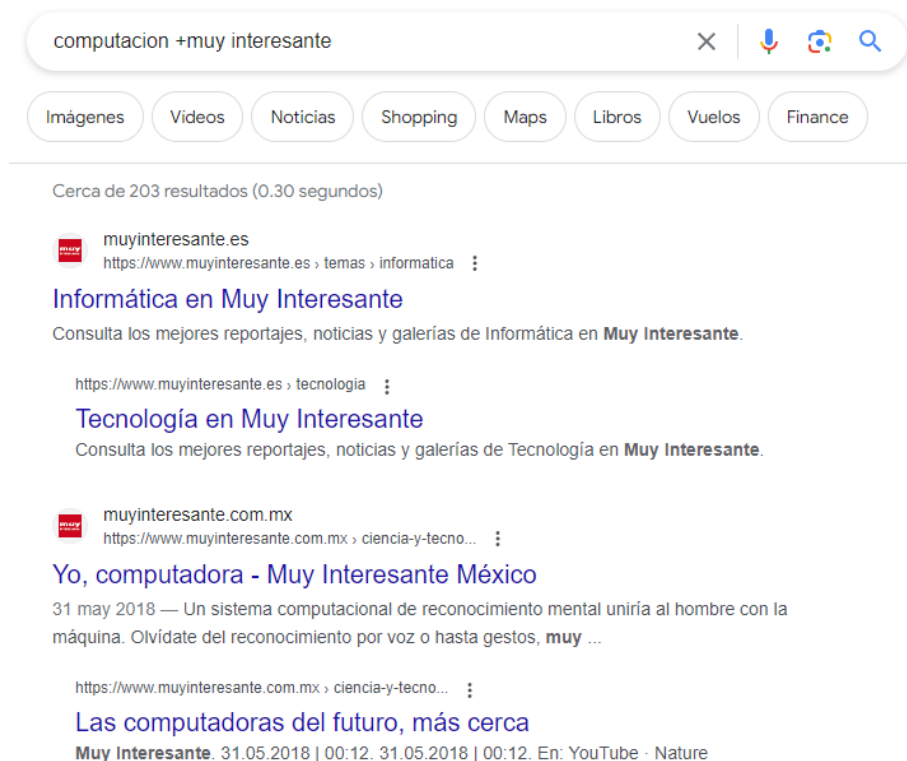 computacion +muy interesante
Imágenes Videos Noticias Shopping Maps Libros Vuelos Finance
Cerca de 203 resultados (0.30 segundos)
muyinteresante.es
https://www.muyinteresante.es › temas › informatica
Informática en Muy Interesante
Consulta los mejores reportajes, noticias y galerías de Informática en Muy Interesante.
https://www.muyinteresante.es › tecnologia
Tecnología en Muy Interesante
Consulta los mejores reportajes, noticias y galerías de Tecnología en Muy Interesante.
muyinteresante.com.mx
https://www.muyinteresante.com.mx › ciencia-y-tecno...
Yo, computadora - Muy Interesante México
31 may 2018 — Un sistema computacional de reconocimiento mental uniría al hombre con la
máquina. Olvídate del reconocimiento por voz o hasta gestos, muy ...
https://www.muyinteresante.com.mx › ciencia-y-tecno...
Las computadoras del futuro, más cerca
Muy Interesante. 31.05.2018 | 00:12. 31.05.2018 | 00:12. En: YouTube · Nature